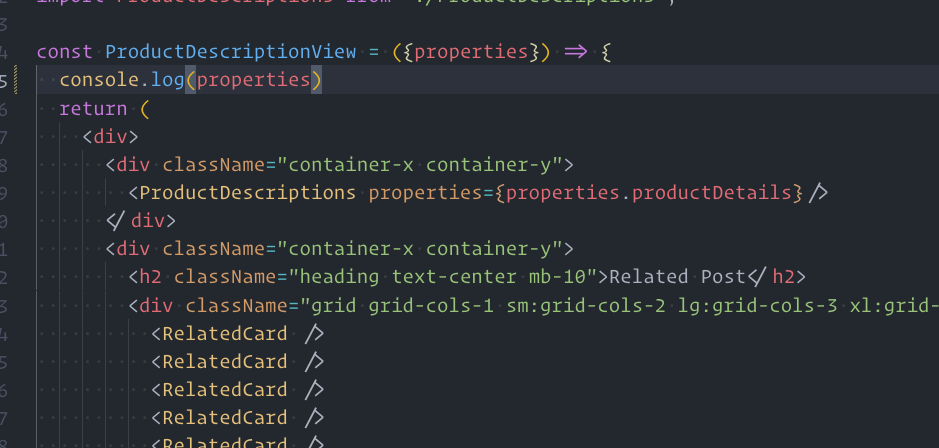 import ProductDescriptions from "./ProductDescriptions";
3
4 const ProductDescriptionView = ({properties}) => {
5 console.log(properties)
6 return (
7 <div>
8 <div className="container-x container-y">
9 <ProductDescriptions properties={properties.productDetails} />
0 </div>
1 <div className="container-x container-y">
2 <h2 className="heading text-center mb-10">Related Post</h2>
3 <div className="grid grid-cols-1 sm:grid-cols-2 lg:grid-cols-3 xl:grid-
4 <RelatedCard />
5 <RelatedCard />
6 <RelatedCard />
7 <RelatedCard />
8 <RelatedCard />